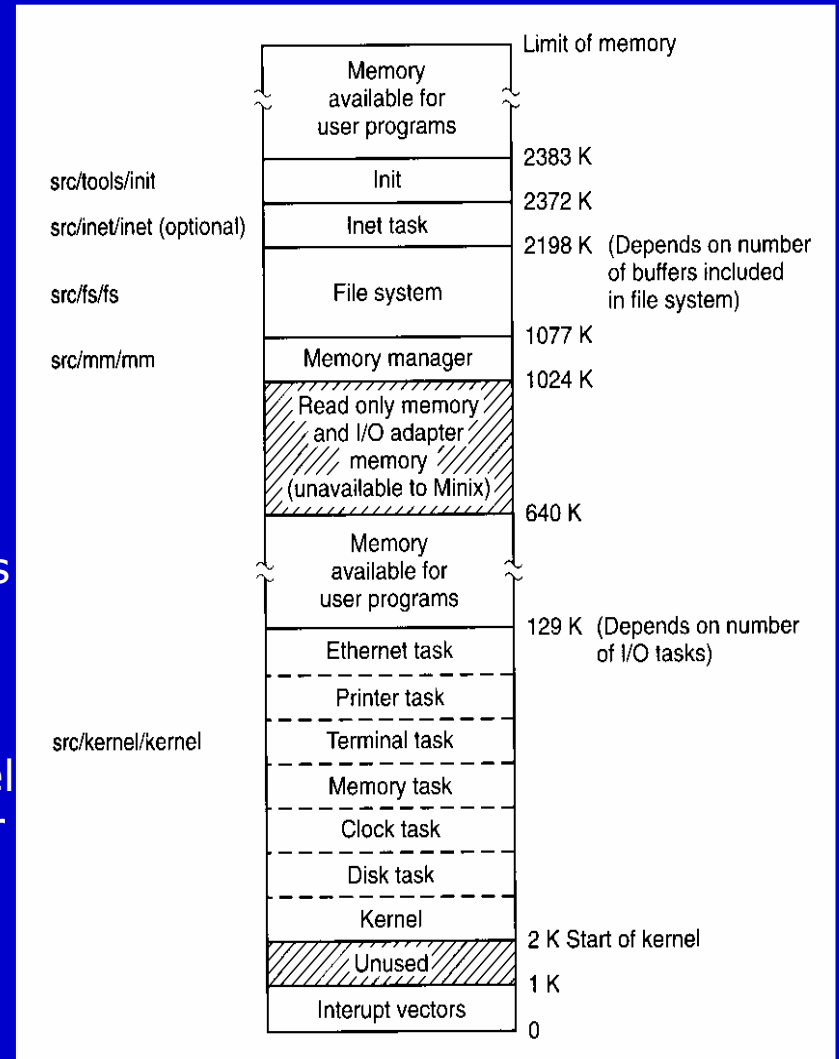 Limit of memory
Memory
available for
user programs
2383 K
src/tools/init
Init
2372 K
src/inet/inet (optional)
Inet task
2198 K (Depends on number
of buffers included
in file system)
src/fs/fs
File system
1077 K
src/mm/mm
Memory manager
1024 K
Read only memory
and I/O adapter
memory
(unavailable to Minix)
640 K
Memory
available for
user programs
129 K (Depends on number
of I/O tasks)
Ethernet task
Printer task
src/kernel/kernel
Terminal task
Memory task
Clock task
Disk task
Kernel
2 K Start of kernel
Unused
1 K
Interupt vectors
0